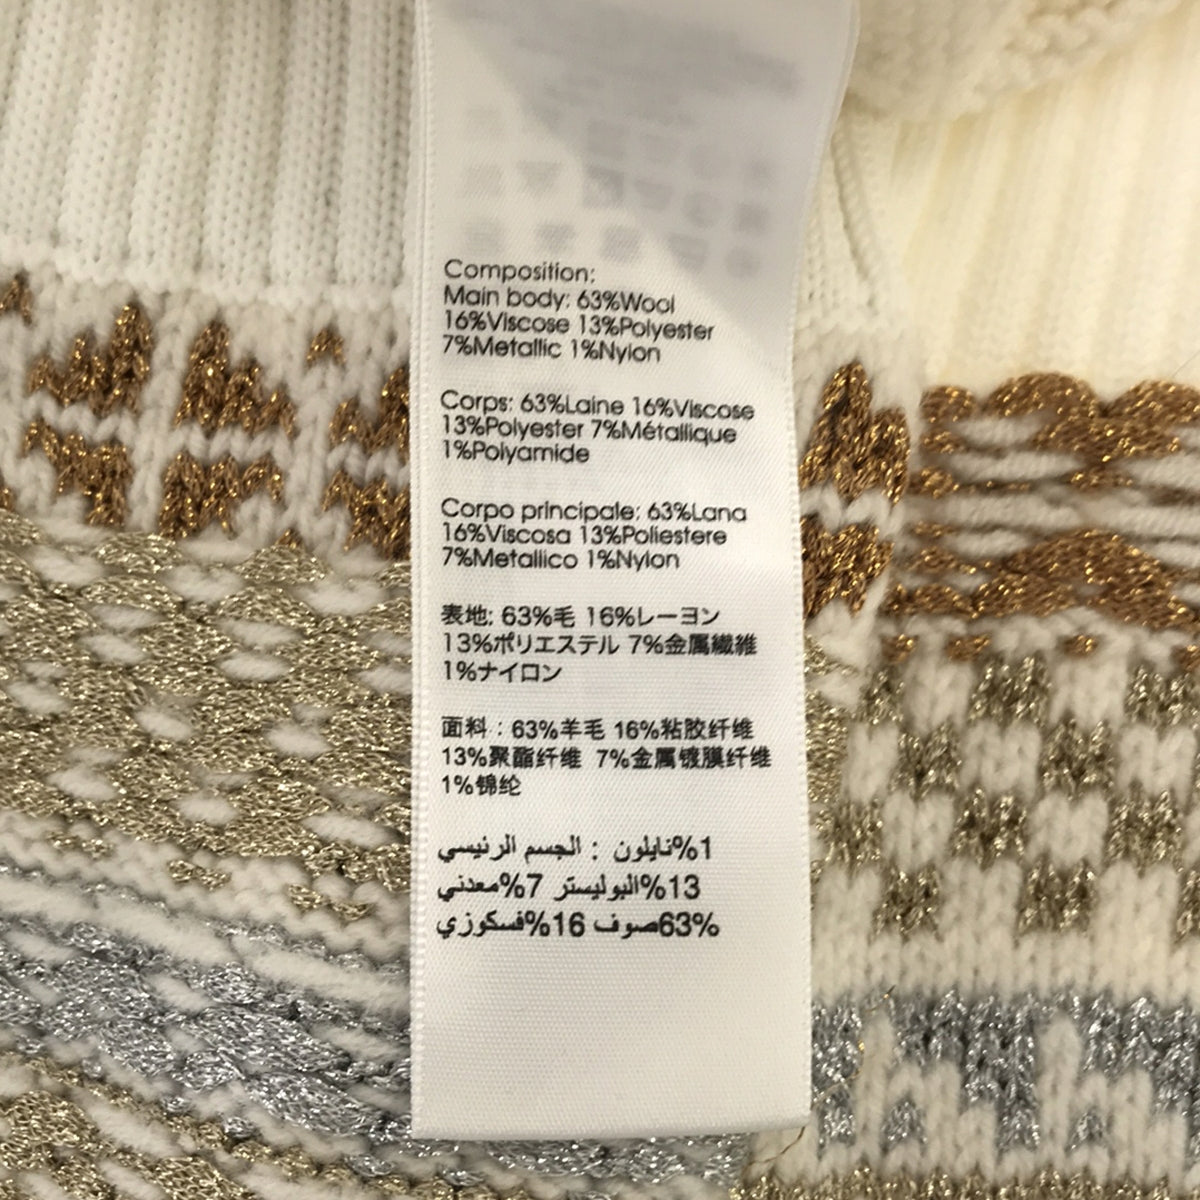 Composition:
Main body: 63%Wool
16%Viscose 13%Polyester
7%Metallic 1%Nylon
Corps: 63%Laine 16%Viscose
13%Polyester 7%Métallique
1%Polyamide
Corpo principale: 63%Lana
16%Viscosa 13%Poliestere
7%Metallico 1%Nylon
表地: 63%毛 16%レーヨン
13%ポリエステル 7%金属繊維
1%ナイロン
面料：63%羊毛 16%粘胶纤维
13%聚酯纤维 7%金属镀膜纤维
1%锦纶
الجسم الرئيسي : نايلون%1
البوليستر%13 معدني%7
صوف63% فسكوزي%16